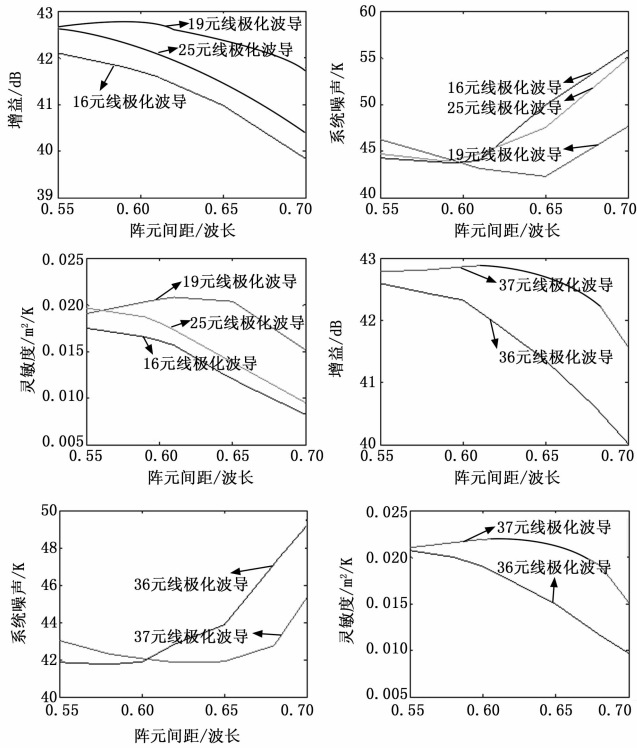 43
42
41
40
39
增益/dB
19元线极化波导
25元线极化波导
16元线极化波导
0.55
0.60
0.65
0.70
阵元间距/波长
60
55
50
45
40
系统噪声/K
16元线极化波导
25元线极化波导
19元线极化波导
0.55
0.60
0.65
0.70
阵元间距/波长
0.025
0.020
0.015
0.010
0.005
灵敏度/m²/K
19元线极化波导
25元线极化波导
16元线极化波导
0.55
0.60
0.65
0.70
阵元间距/波长
43
42
41
40
增益/dB
37元线极化波导
36元线极化波导
0.55
0.60
0.65
0.70
阵元间距/波长
50
48
46
44
42
40
系统噪声/K
36元线极化波导
37元线极化波导
0.55
0.60
0.65
0.70
阵元间距/波长
0.025
0.020
0.015
0.010
0.005
灵敏度/m²/K
37元线极化波导
36元线极化波导
0.55
0.60
0.65
0.70
阵元间距/波长